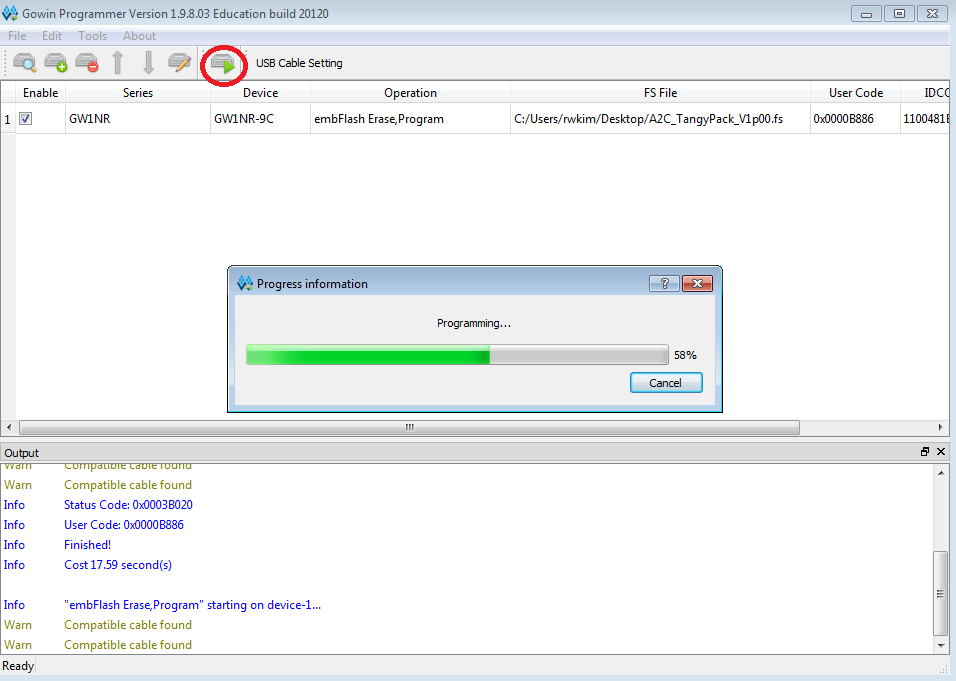 Gowin Programmer Version 1.9.8.03 Education build 20120
File Edit Tools About
USB Cable Setting
Enable Series Device Operation FS File User Code IDCC
1 GW1NR GW1NR-9C embFlash Erase,Program C:/Users/rwkim/Desktop/A2C_TangyPack_V1p00.fs 0x0000B886 1100481B
Progress information
Programming...
58%
Cancel
Output
Warn Compatible cable found
Warn Compatible cable found
Info Status Code: 0x0003B020
Info User Code: 0x0000B886
Info Finished!
Info Cost 17.59 second(s)
Info "embFlash Erase,Program" starting on device-1...
Warn Compatible cable found
Warn Compatible cable found
Ready